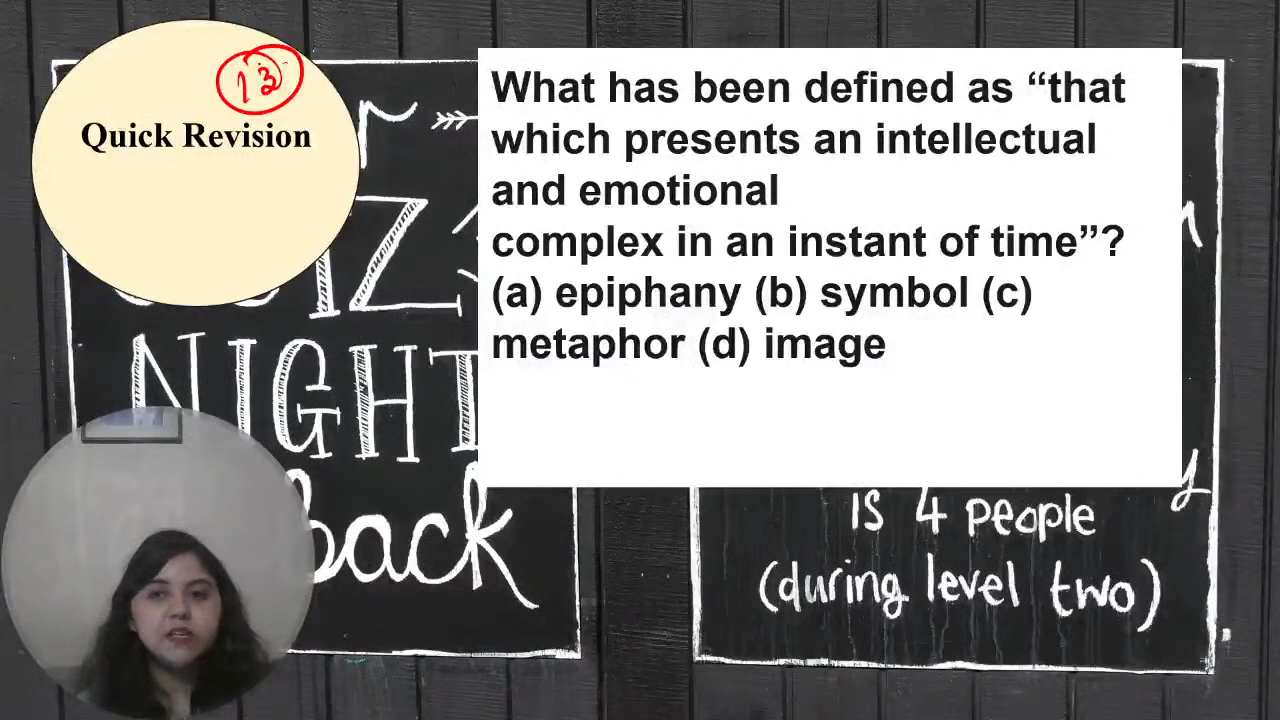 13
Quick Revision
What has been defined as “that
which presents an intellectual
and emotional
complex in an instant of time”?
(a) epiphany (b) symbol (c)
metaphor (d) image
NIGHT
back
is 4 people
(during level two)